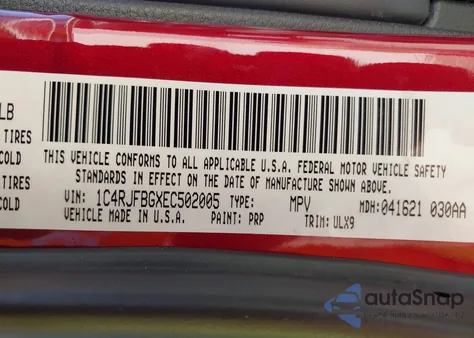 LB
TIRES
COLD
TIRES
COLD
THIS VEHICLE CONFORMS TO ALL APPLICABLE U.S.A. FEDERAL MOTOR VEHICLE SAFETY
STANDARDS IN EFFECT ON THE DATE OF MANUFACTURE SHOWN ABOVE.
VIN: 1C4RJFBGXEC502005 TYPE: MPV MDH: 041621 030AA
VEHICLE MADE IN U.S.A. PAINT: PRP TRIM: ULX9
autoSnap